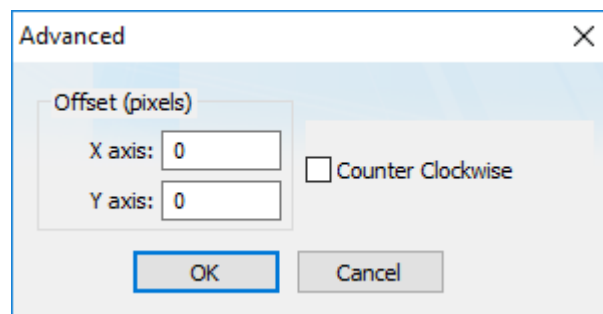 Advanced
Offset (pixels)
X axis: 0
Y axis: 0
Counter Clockwise
OK Cancel